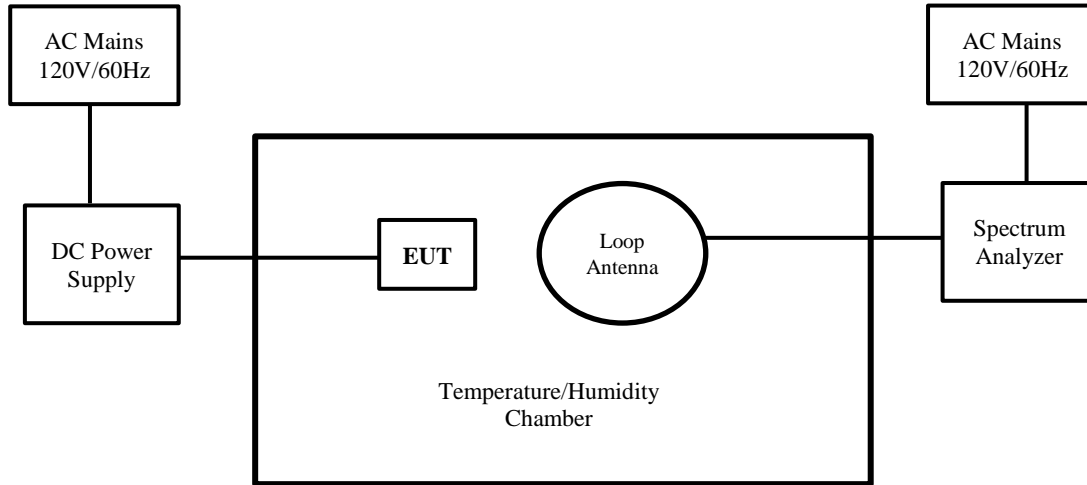 AC Mains
120V/60Hz
AC Mains
120V/60Hz
DC Power
Supply
EUT
Loop
Antenna
Spectrum
Analyzer
Temperature/Humidity
Chamber